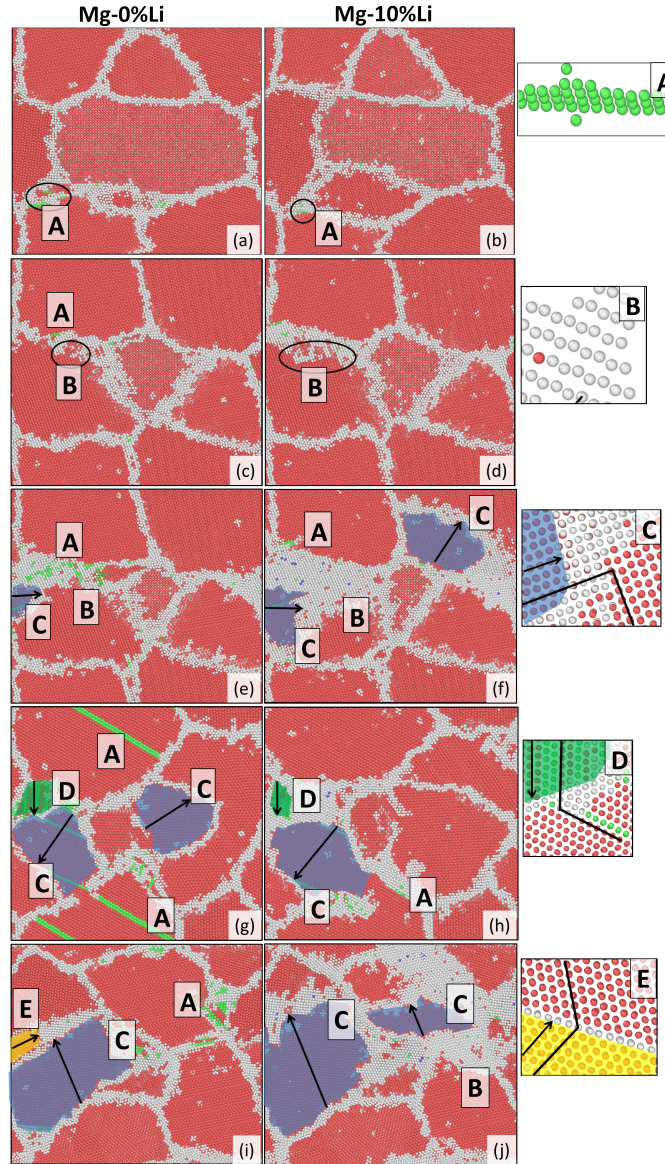 Mg-0%Li Mg-10%Li
A
A A
(a) (b)
B
A
B B
(c) (d)
C
C
A A
B B
C C
(e) (f)
D
A
D C D
C C A
A
(g) (h)
E
A
E C C C
B
(i) (j)